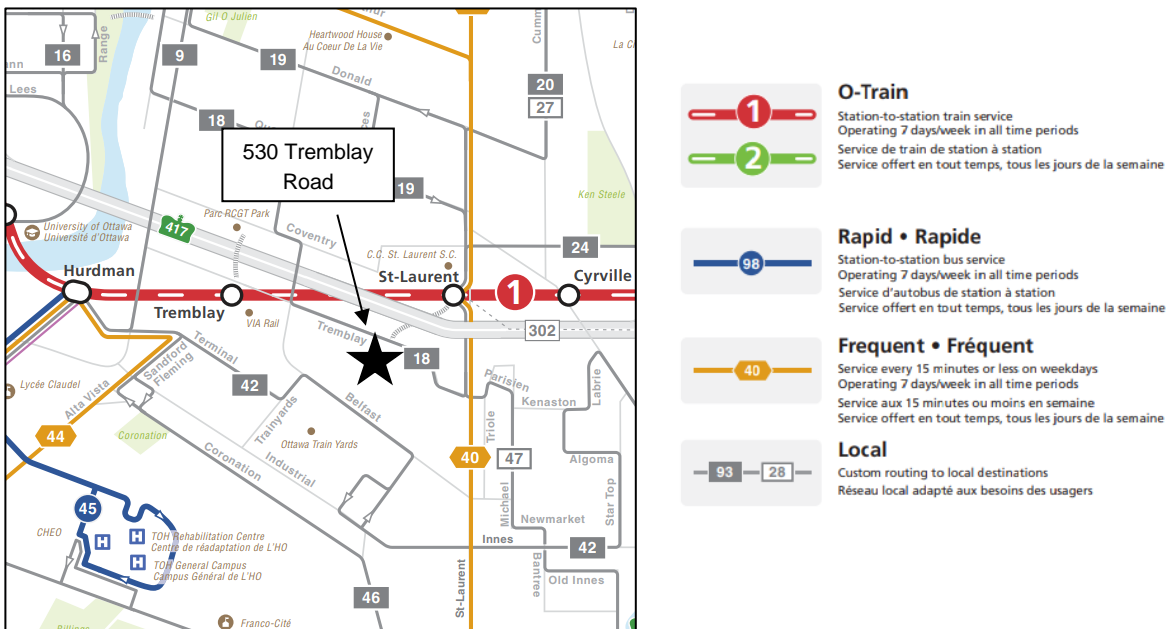 Gil O Julien
Heartwood House
Au Coeur De La Vie
Cumm
La C
Range
16
9
19
20
27
Lees
Donald
18
530 Tremblay
Road
19
Ken Steele
417
Parc RCGT Park
Coventry
University of Ottawa
Université d'Ottawa
24
C.C. St. Laurent S.C.
Hurdman
St-Laurent
1
Cyrville
Tremblay
VIA Rail
302
Tremblay
18
Terminal
Sandford
Fleming
42
Parisien
Labrie
Kenaston
Lycée Claudel
Alta Vista
Belfast
Trainyards
Triole
Coronation
44
Ottawa Train Yards
Coronation
Industrial
40
47
Algoma
Michael
Star Top
45
Newmarket
CHEO
H
H
H
TOH Rehabilitation Centre
Centre de réadaptation de L'HO
TOH General Campus
Campus Général de L'HO
Innes
42
Bantree
Old Innes
St-Laurent
46
Franco-Cité
1
2
O-Train
Station-to-station train service
Operating 7 days/week in all time periods
Service de train de station à station
Service offert en tout temps, tous les jours de la semaine
98
Rapid • Rapide
Station-to-station bus service
Operating 7 days/week in all time periods
Service d'autobus de station à station
Service offert en tout temps, tous les jours de la semaine
40
Frequent • Fréquent
Service every 15 minutes or less on weekdays
Operating 7 days/week in all time periods
Service aux 15 minutes ou moins en semaine
Service offert en tout temps, tous les jours de la semaine
93
28
Local
Custom routing to local destinations
Réseau local adapté aux besoins des usagers